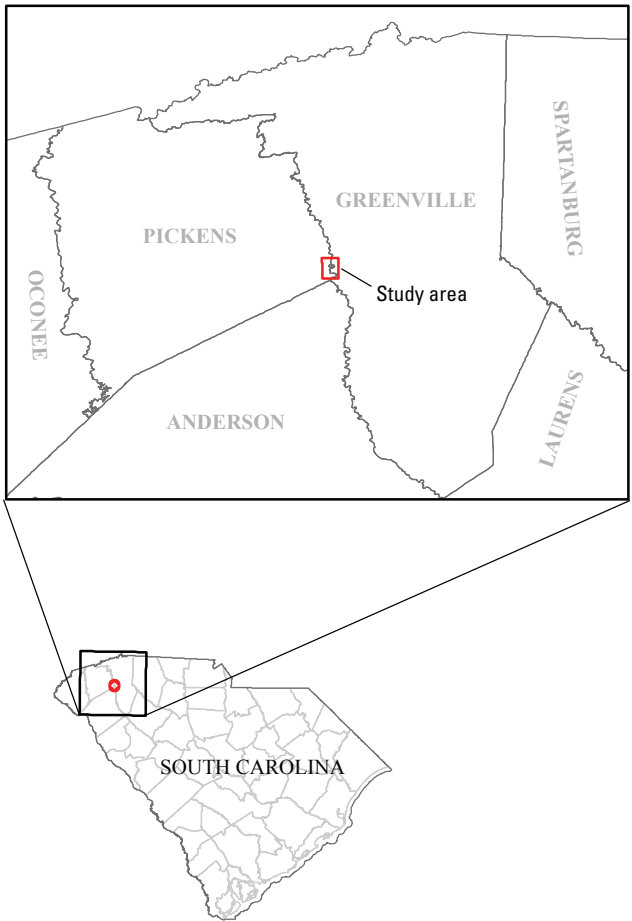 SPARTANBURG
GREENVILLE
PICKENS
OCONEE
Study area
ANDERSON
LAURENS
SOUTH CAROLINA